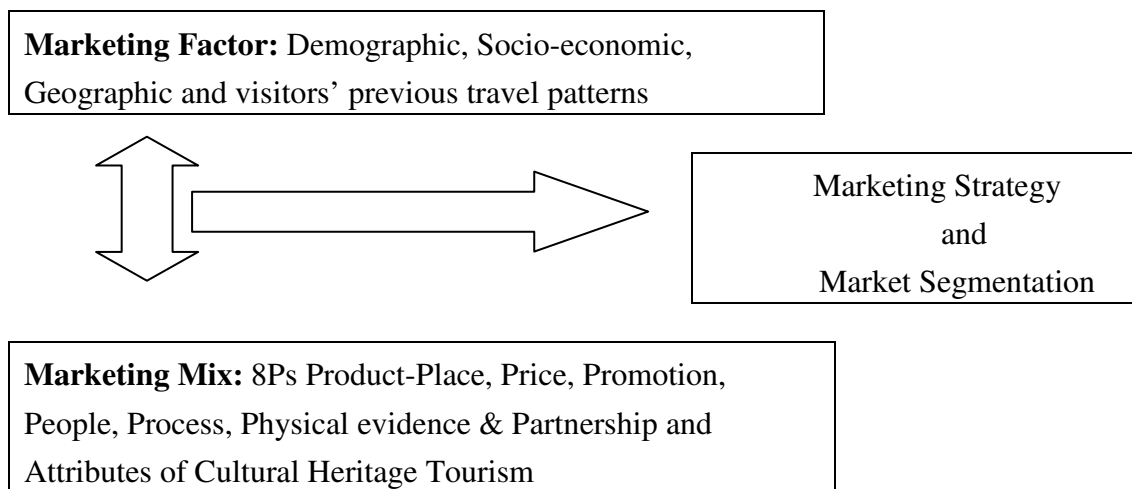 Marketing Factor: Demographic, Socio-economic,
Geographic and visitors’ previous travel patterns
Marketing Strategy
and
Market Segmentation
Marketing Mix: 8Ps Product-Place, Price, Promotion,
People, Process, Physical evidence & Partnership and
Attributes of Cultural Heritage Tourism